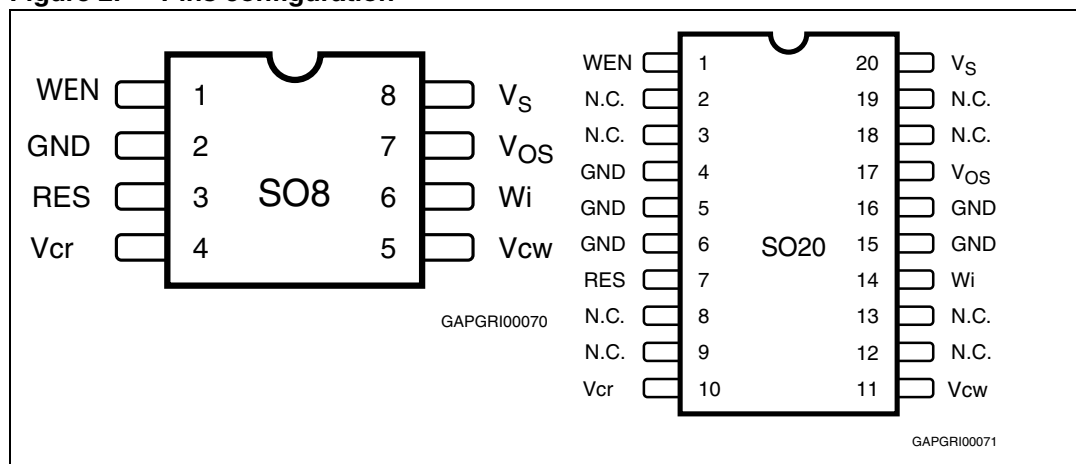 Figure 2. Pins configuration
WEN 1 8 VS
GND 2 7 VOS
RES 3 SO8 6 Wi
Vcr 4 5 Vcw
GAPGRI00070
WEN 1 20 VS
N.C. 2 19 N.C.
N.C. 3 18 N.C.
GND 4 17 VOS
GND 5 16 GND
GND 6 SO20 15 GND
RES 7 14 Wi
N.C. 8 13 N.C.
N.C. 9 12 N.C.
Vcr 10 11 Vcw
GAPGRI00071